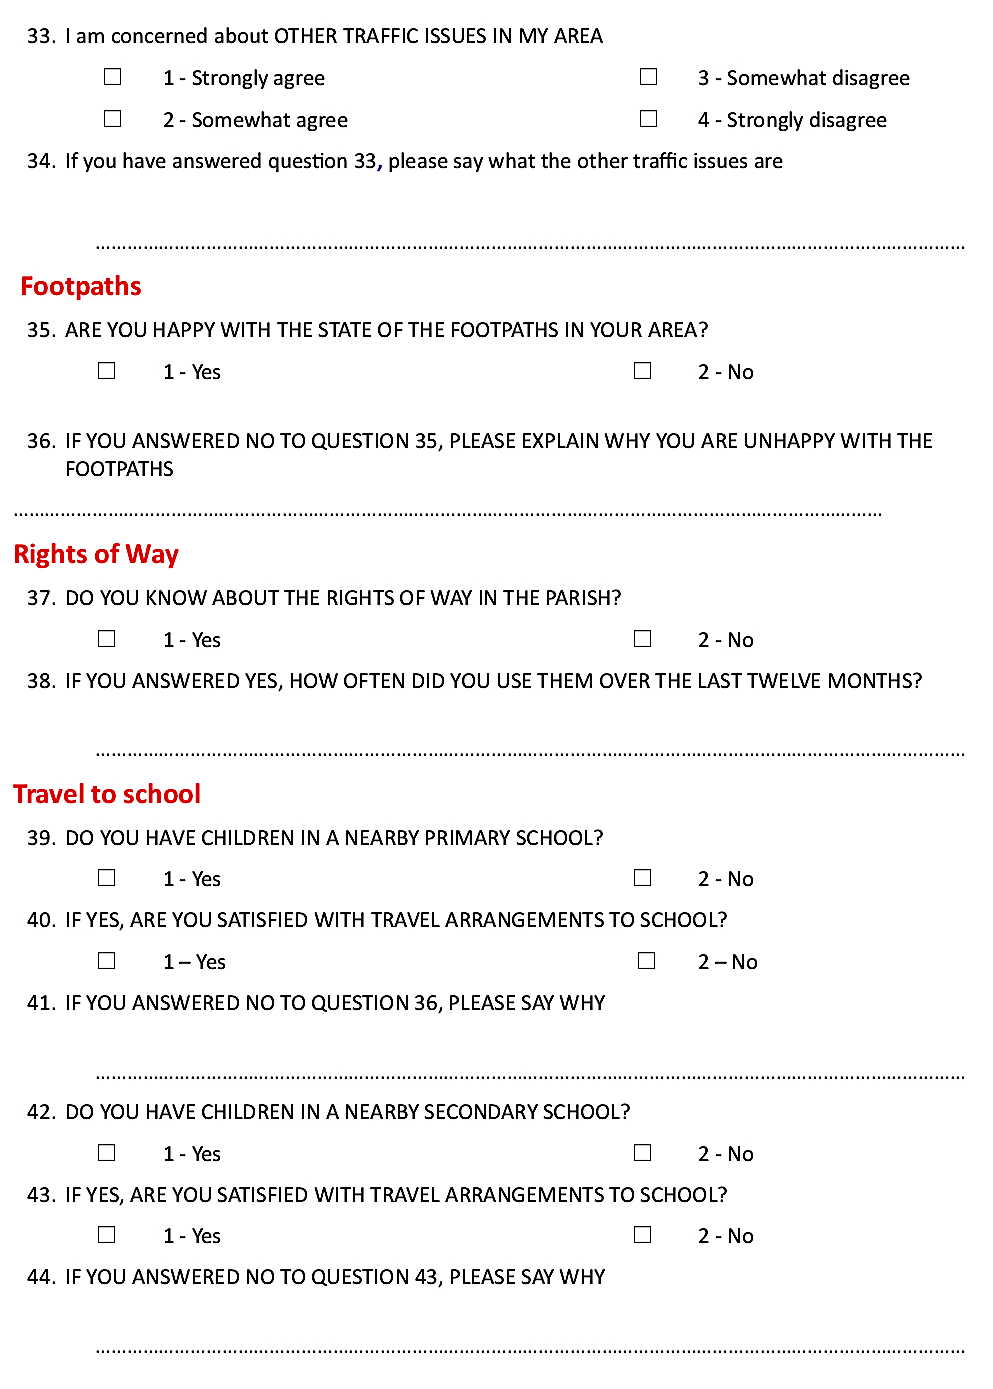 33. I am concerned about OTHER TRAFFIC ISSUES IN MY AREA
☐ 1 - Strongly agree ☐ 3 - Somewhat disagree
☐ 2 - Somewhat agree ☐ 4 - Strongly disagree
34. If you have answered question 33, please say what the other traffic issues are
........................................................................................................................
Footpaths
35. ARE YOU HAPPY WITH THE STATE OF THE FOOTPATHS IN YOUR AREA?
☐ 1 - Yes ☐ 2 - No
36. IF YOU ANSWERED NO TO QUESTION 35, PLEASE EXPLAIN WHY YOU ARE UNHAPPY WITH THE
FOOTPATHS
........................................................................................................................
Rights of Way
37. DO YOU KNOW ABOUT THE RIGHTS OF WAY IN THE PARISH?
☐ 1 - Yes ☐ 2 - No
38. IF YOU ANSWERED YES, HOW OFTEN DID YOU USE THEM OVER THE LAST TWELVE MONTHS?
........................................................................................................................
Travel to school
39. DO YOU HAVE CHILDREN IN A NEARBY PRIMARY SCHOOL?
☐ 1 - Yes ☐ 2 - No
40. IF YES, ARE YOU SATISFIED WITH TRAVEL ARRANGEMENTS TO SCHOOL?
☐ 1 – Yes ☐ 2 – No
41. IF YOU ANSWERED NO TO QUESTION 36, PLEASE SAY WHY
........................................................................................................................
42. DO YOU HAVE CHILDREN IN A NEARBY SECONDARY SCHOOL?
☐ 1 - Yes ☐ 2 - No
43. IF YES, ARE YOU SATISFIED WITH TRAVEL ARRANGEMENTS TO SCHOOL?
☐ 1 - Yes ☐ 2 - No
44. IF YOU ANSWERED NO TO QUESTION 43, PLEASE SAY WHY
........................................................................................................................